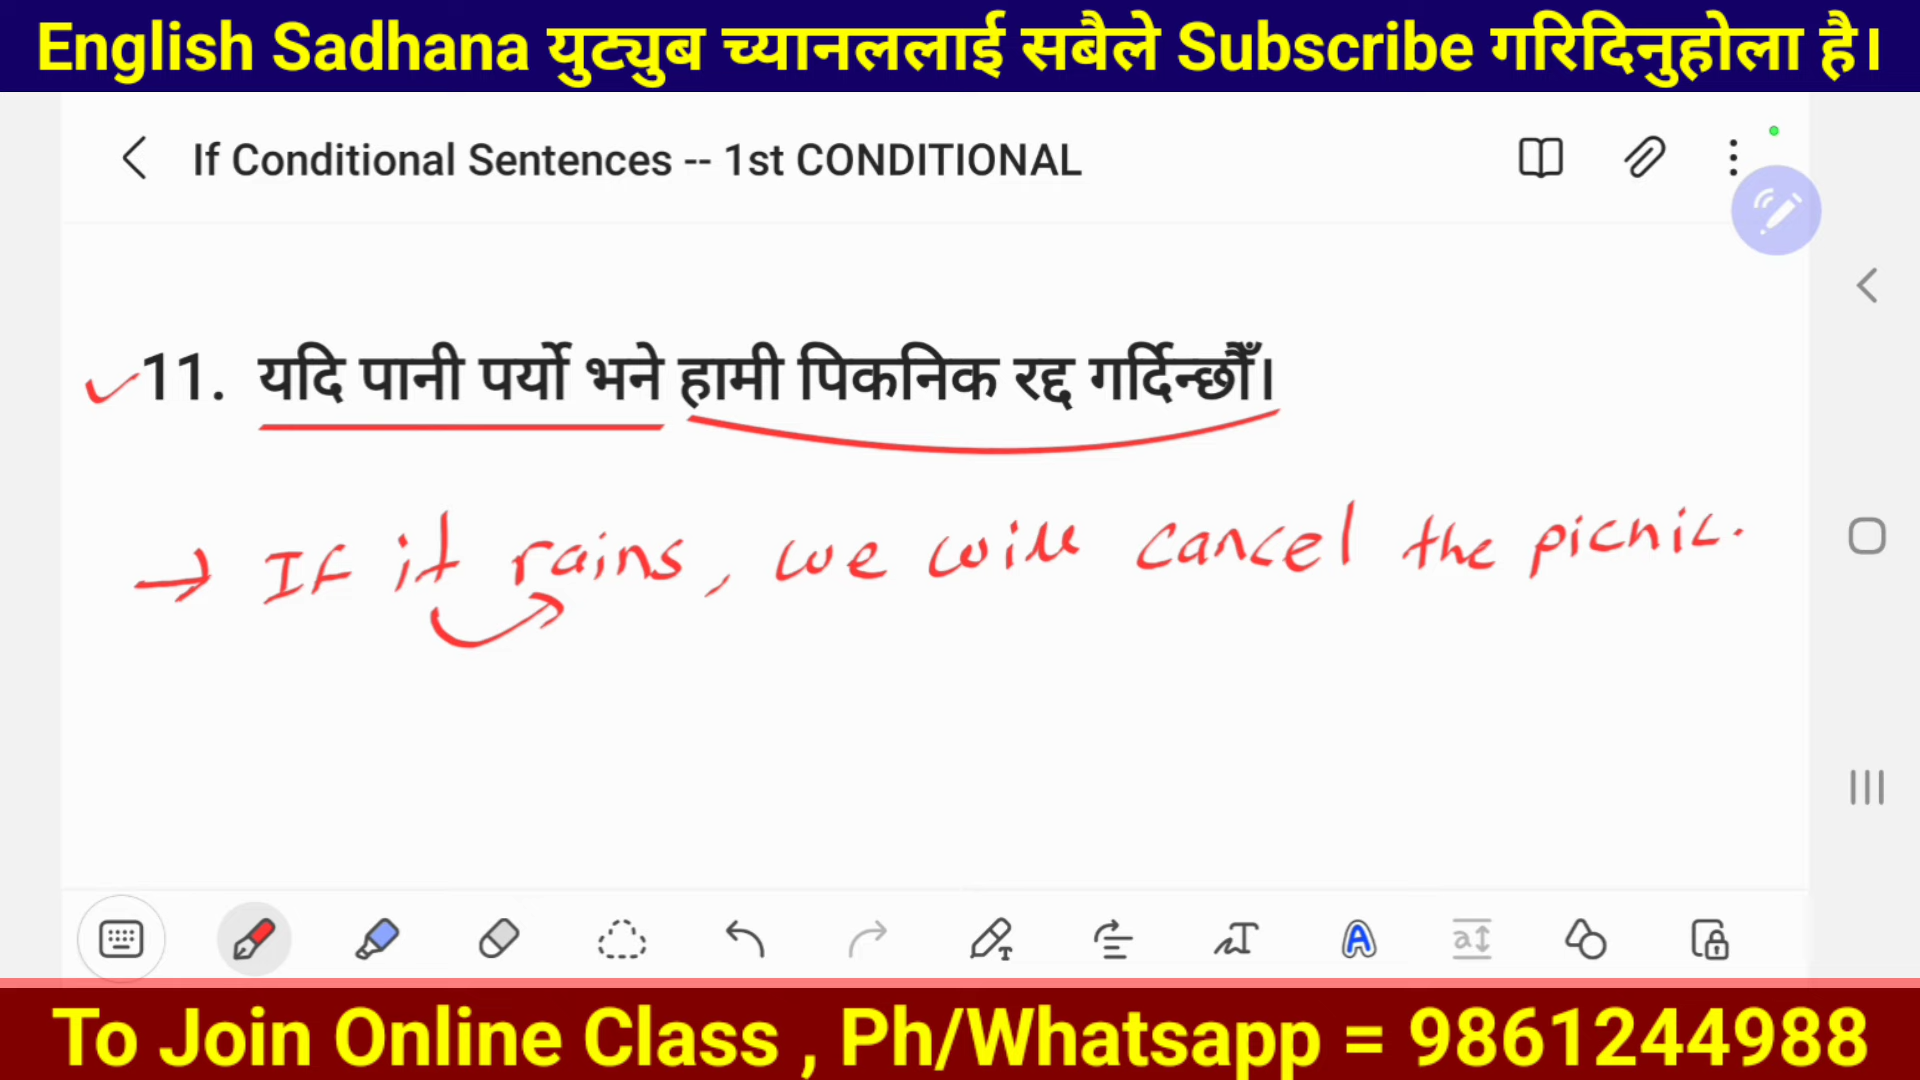 English Sadhana युट्युब च्यानललाई सबैले Subscribe गरिदिनुहोला है।
If Conditional Sentences -- 1st CONDITIONAL
11. यदि पानी पर्यो भने हामी पिकनिक रद्द गर्दिन्छौँ।
→ If it rains, we will cancel the picnic.
To Join Online Class , Ph/Whatsapp = 9861244988